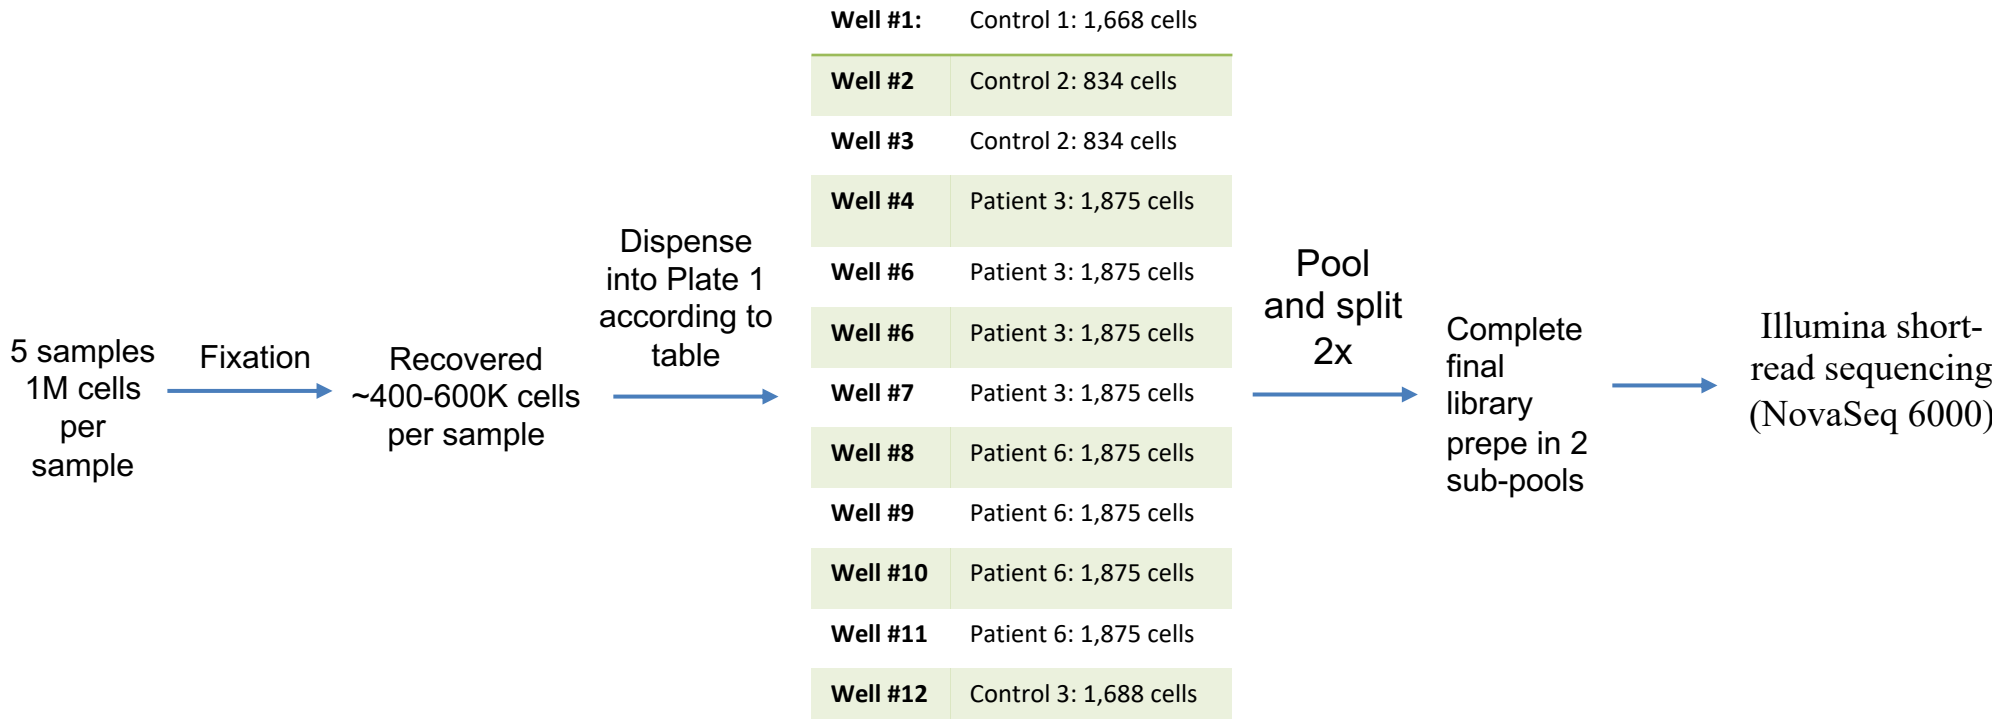 5 samples
1M cells
per
sample
Fixation
Recovered
~400-600K cells
per sample
Dispense
into Plate 1
according to
table
Well #1: Control 1: 1,668 cells
Well #2 Control 2: 834 cells
Well #3 Control 2: 834 cells
Well #4 Patient 3: 1,875 cells
Well #6 Patient 3: 1,875 cells
Well #6 Patient 3: 1,875 cells
Well #7 Patient 3: 1,875 cells
Well #8 Patient 6: 1,875 cells
Well #9 Patient 6: 1,875 cells
Well #10 Patient 6: 1,875 cells
Well #11 Patient 6: 1,875 cells
Well #12 Control 3: 1,688 cells
Pool
and split
2x
Complete
final
library
prepe in 2
sub-pools
Illumina short-
read sequencing
(NovaSeq 6000)